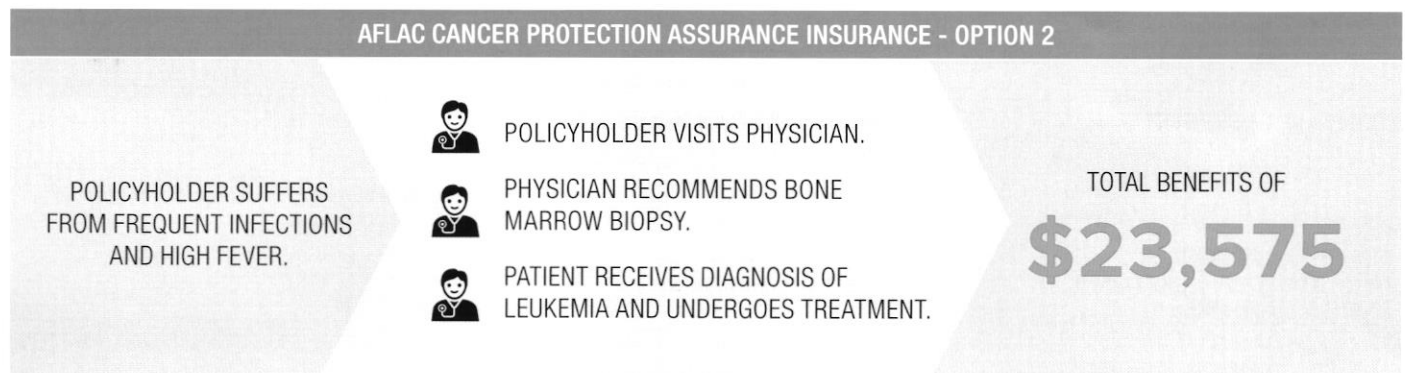 AFLAC CANCER PROTECTION ASSURANCE INSURANCE - OPTION 2
POLICYHOLDER SUFFERS
FROM FREQUENT INFECTIONS
AND HIGH FEVER.
POLICYHOLDER VISITS PHYSICIAN.
PHYSICIAN RECOMMENDS BONE
MARROW BIOPSY.
PATIENT RECEIVES DIAGNOSIS OF
LEUKEMIA AND UNDERGOES TREATMENT.
TOTAL BENEFITS OF
$23,575